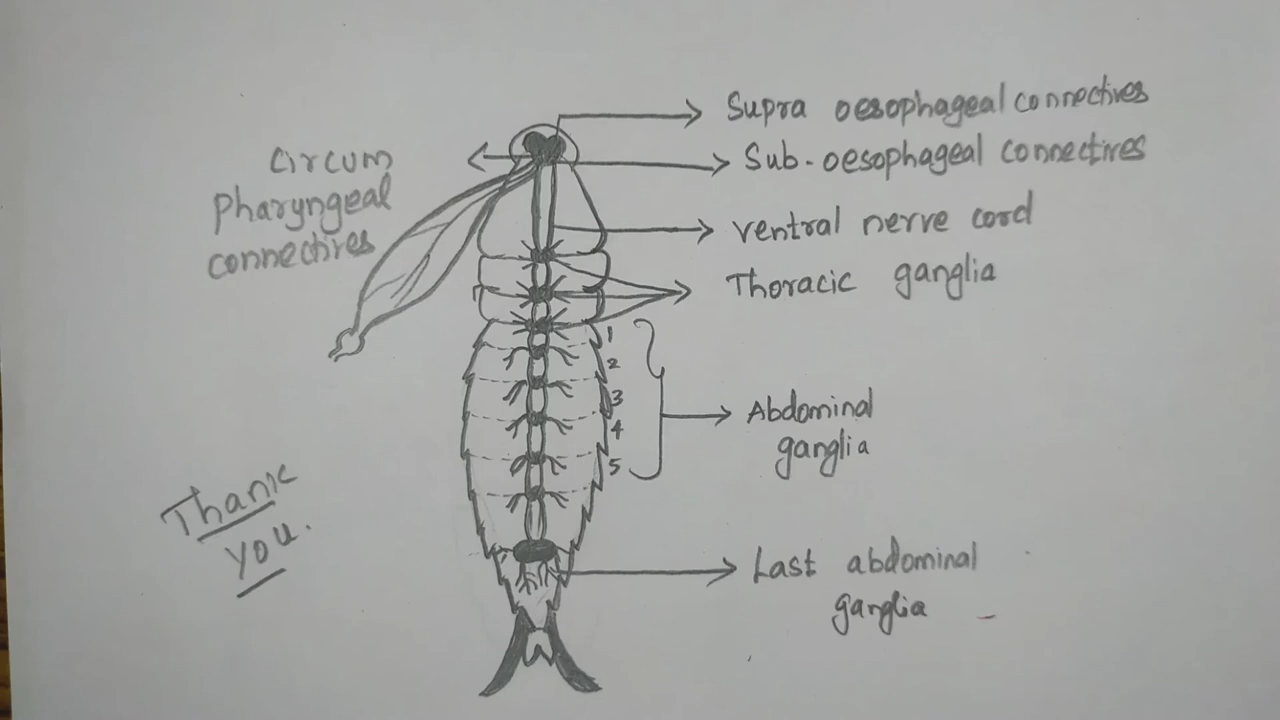 Supra oesophageal connectives
Circum
Pharyngeal
connectives
Sub-oesophageal connectives
Ventral nerve cord
Thoracic ganglia
1
2
3
4
5
Abdominal
ganglia
Thank
you.
Last abdominal
ganglia